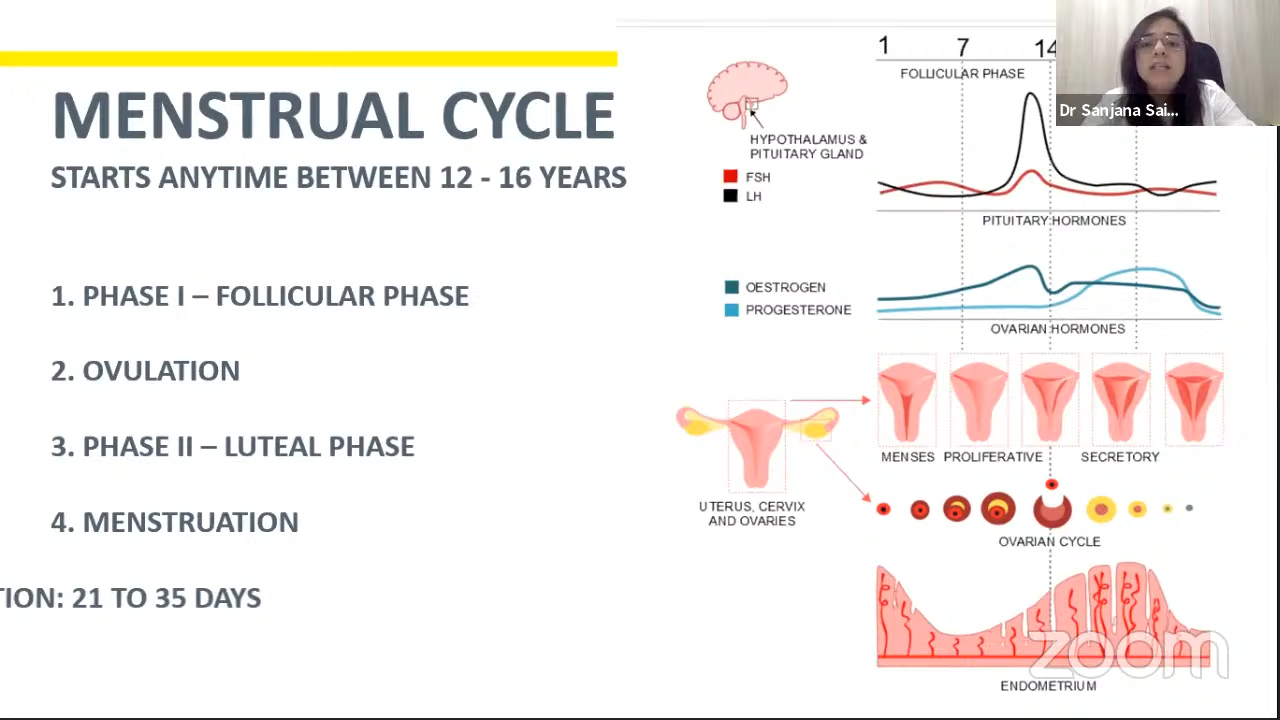 MENSTRUAL CYCLE
STARTS ANYTIME BETWEEN 12 - 16 YEARS
1. PHASE I – FOLLICULAR PHASE
2. OVULATION
3. PHASE II – LUTEAL PHASE
4. MENSTRUATION
TION: 21 TO 35 DAYS
1 7 14
FOLLICULAR PHASE
HYPOTHALAMUS &
PITUITARY GLAND
FSH
LH
PITUITARY HORMONES
OESTROGEN
PROGESTERONE
OVARIAN HORMONES
MENSES PROLIFERATIVE SECRETORY
UTERUS, CERVIX
AND OVARIES
OVARIAN CYCLE
ENDOMETRIUM
Dr Sanjana Sai...
zoom